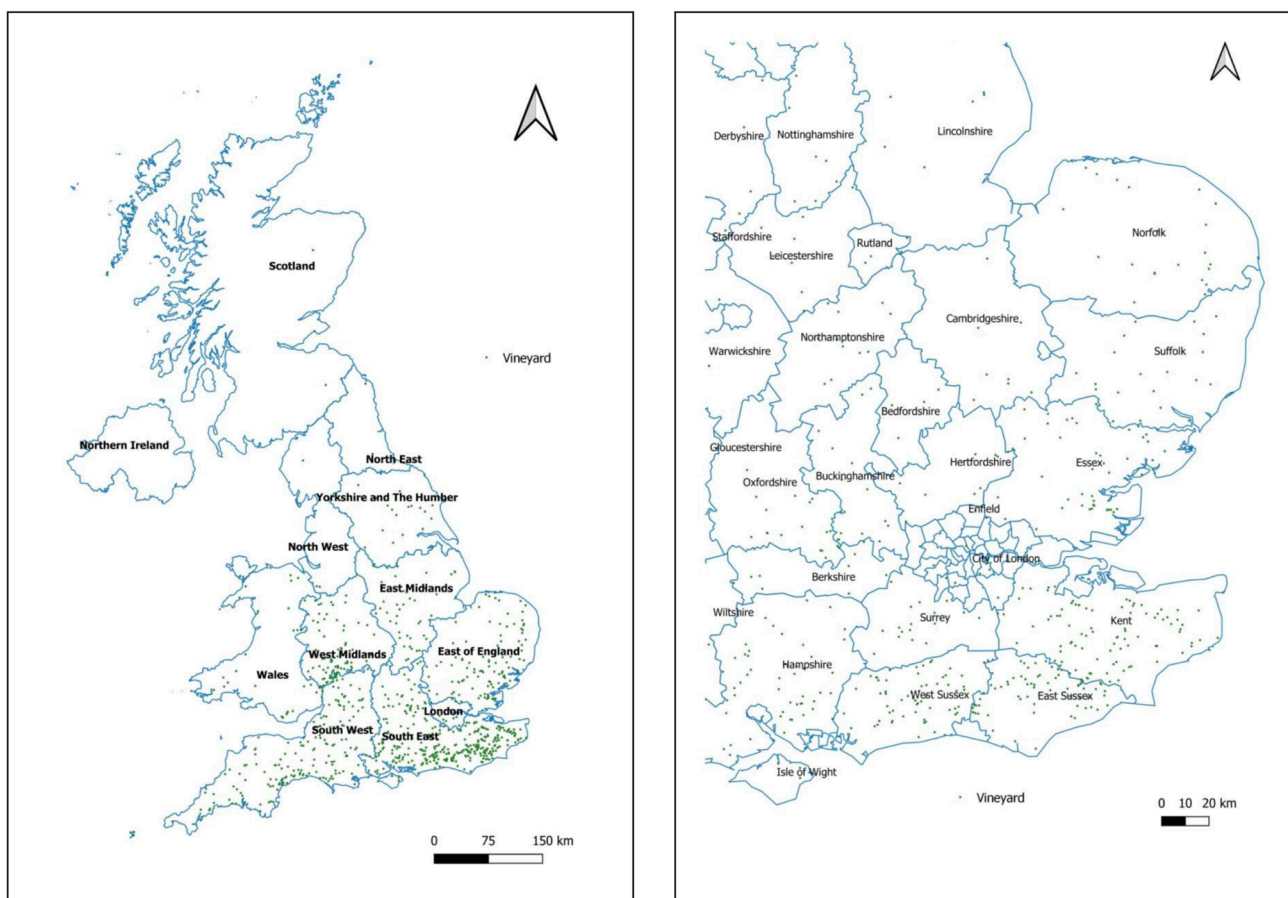 Scotland
Vineyard
Northern Ireland
North East
Yorkshire and The Humber
North West
East Midlands
East of England
West Midlands
Wales
London
South West
South East
0 75 150 km
Derbyshire
Nottinghamshire
Lincolnshire
Staffordshire
Leicestershire
Rutland
Norfolk
Cambridgeshire
Northamptonshire
Warwickshire
Suffolk
Bedfordshire
Gloucestershire
Oxfordshire
Buckinghamshire
Hertfordshire
Essex
Enfield
City of London
Berkshire
Wiltshire
Surrey
Kent
Hampshire
West Sussex
East Sussex
Isle of Wight
Vineyard
0 10 20 km